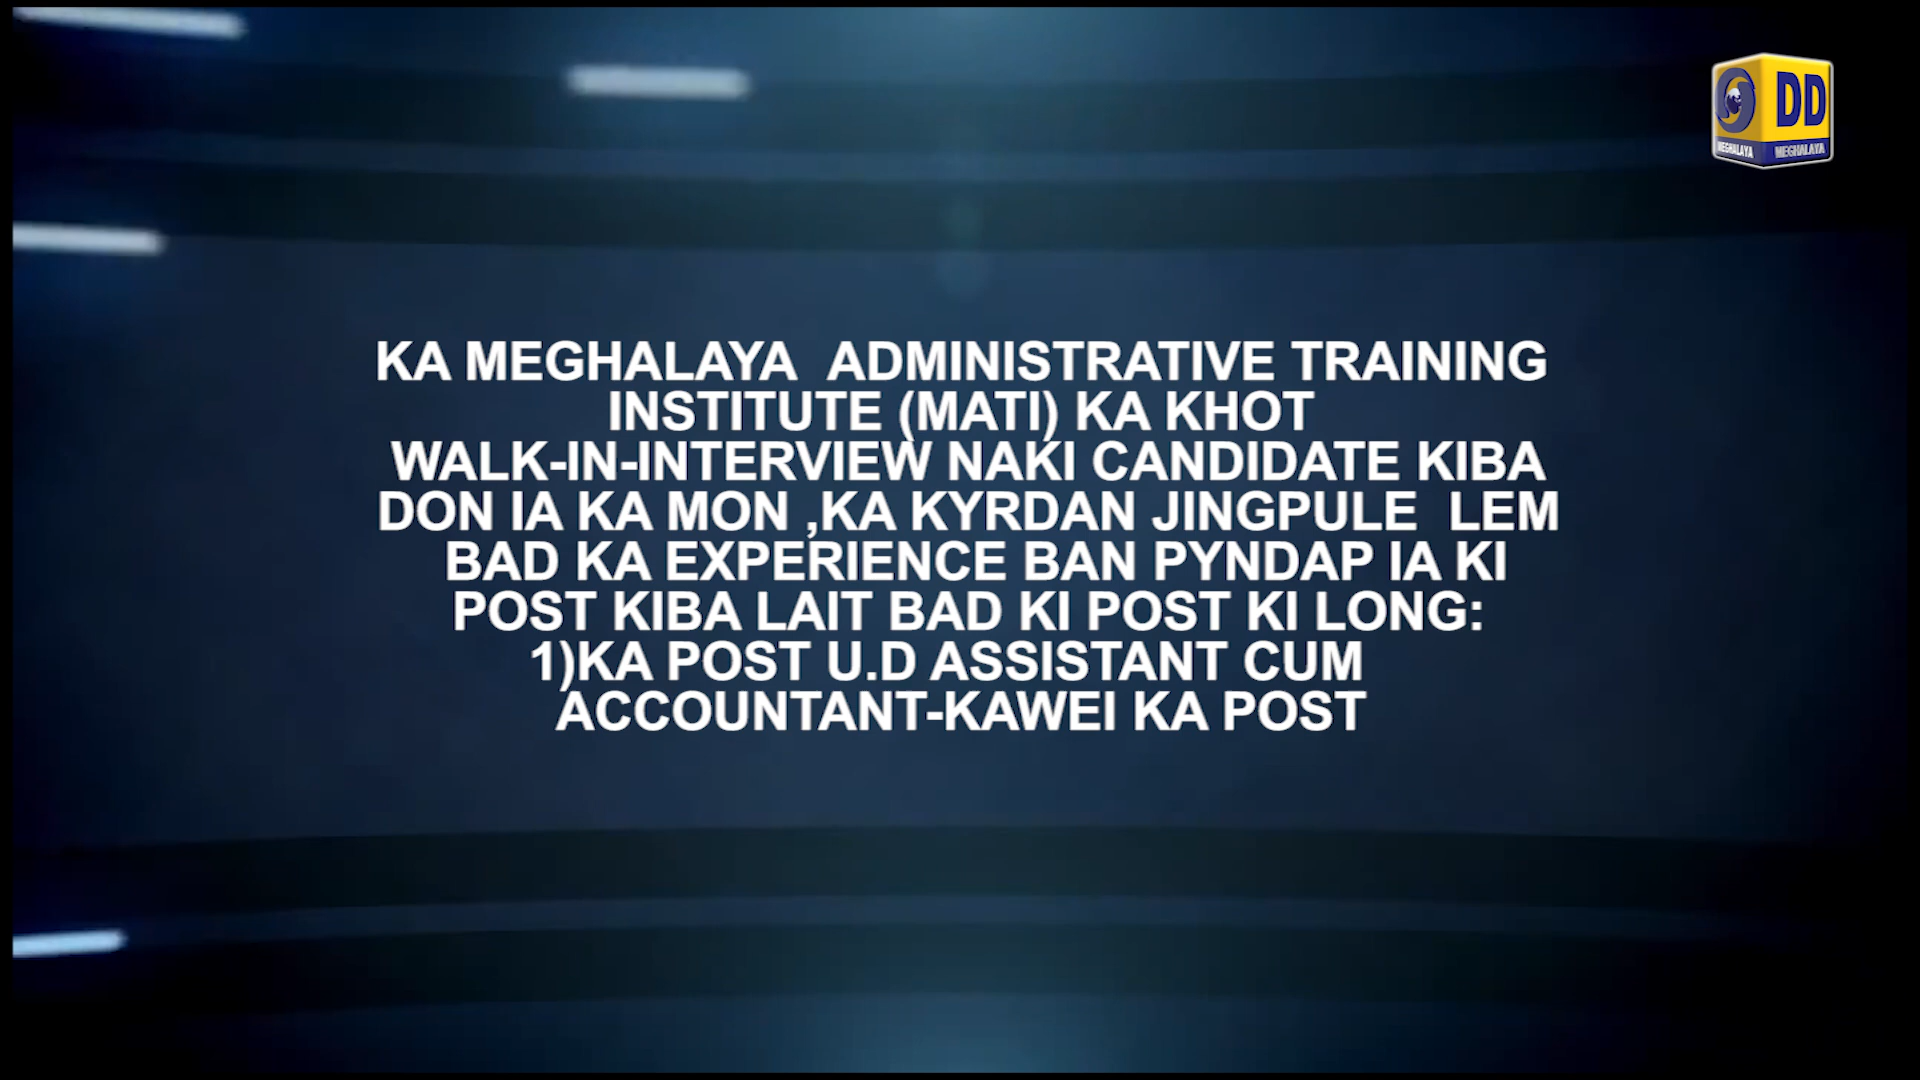 DD
MEGHALAYA
MEGHALAYA
KA MEGHALAYA  ADMINISTRATIVE TRAINING
INSTITUTE (MATI) KA KHOT
WALK-IN-INTERVIEW NAKI CANDIDATE KIBA
DON IA KA MON ,KA KYRDAN JINGPULE  LEM
BAD KA EXPERIENCE BAN PYNDAP IA KI
POST KIBA LAIT BAD KI POST KI LONG:
1)KA POST U.D ASSISTANT CUM
ACCOUNTANT-KAWEI KA POST